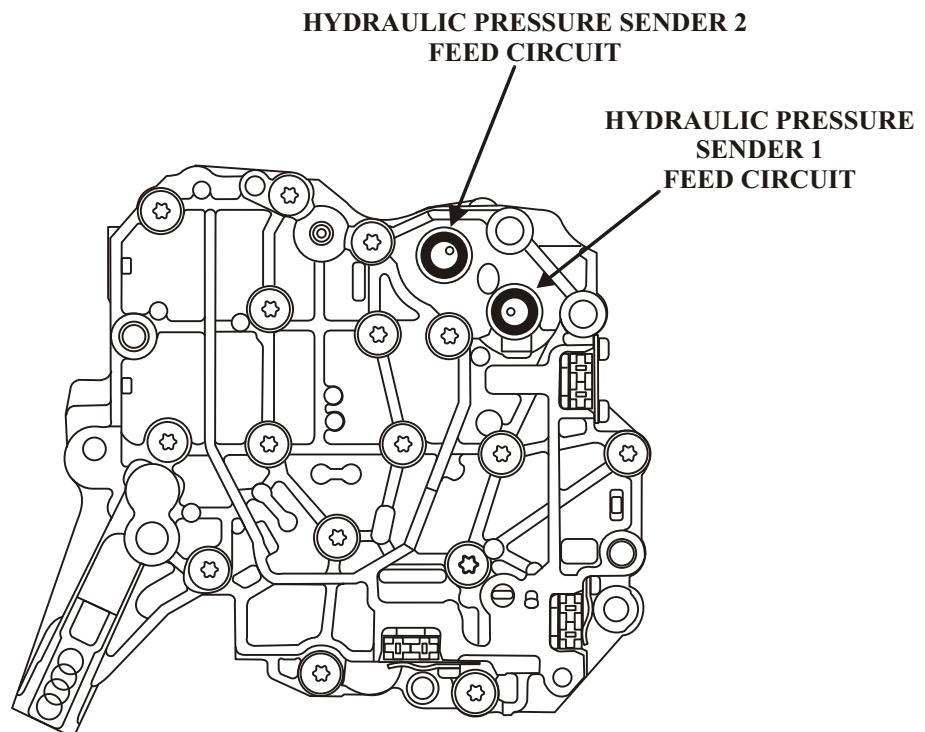 HYDRAULIC PRESSURE SENDER 2
FEED CIRCUIT
HYDRAULIC PRESSURE
SENDER 1
FEED CIRCUIT